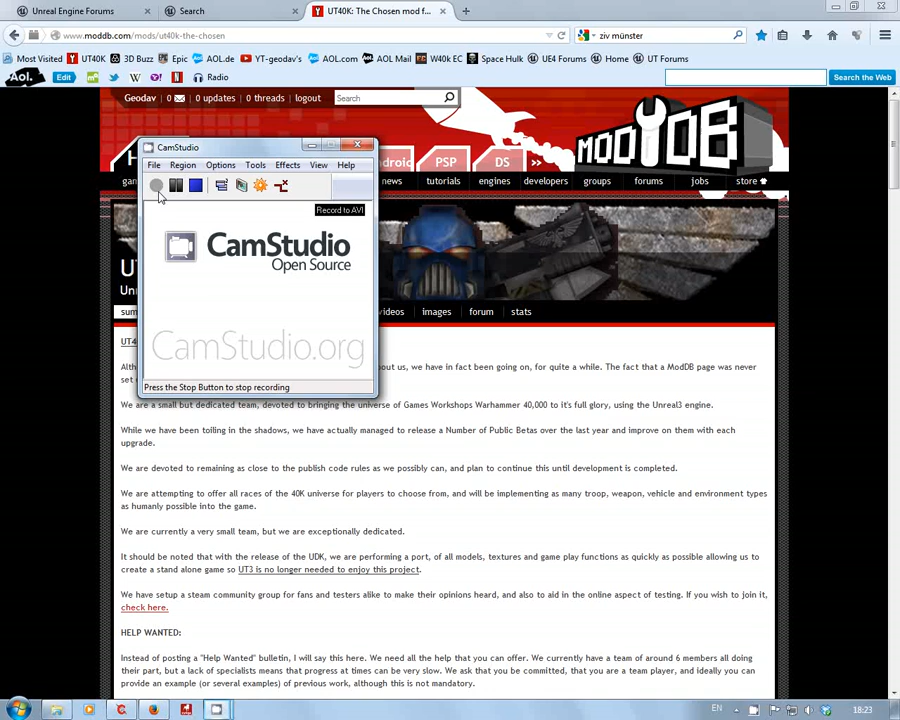 Unreal Engine Forums
Search
UT40K: The Chosen mod f...
www.moddb.com/mods/ut40k-the-chosen
ziv münster
Most Visited
UT40K
3D Buzz
Epic
AOL.de
YT-geodav's
AOL.com
AOL Mail
W40k EC
Space Hulk
UE4 Forums
Home
UT Forums
Aol.
Edit
Radio
Search the Web
Geodav
0
0 updates
0 threads
logout
Search
MOD DB
CamStudio
android
PSP
DS
File
Region
Options
Tools
Effects
View
Help
news
tutorials
engines
developers
groups
forums
jobs
store
Record to AVI
CamStudio
Open Source
CamStudio.org
Press the Stop Button to stop recording
videos
images
forum
stats
bout us, we have in fact been going on, for quite a while. The fact that a ModDB page was never
set
We are a small but dedicated team, devoted to bringing the universe of Games Workshops Warhammer 40,000 to it's full glory, using the Unreal3 engine.
While we have been toiling in the shadows, we have actually managed to release a Number of Public Betas over the last year and improve on them with each
upgrade.
We are devoted to remaining as close to the publish code rules as we possibly can, and plan to continue this until development is completed.
We are attempting to offer all races of the 40K universe for players to choose from, and will be implementing as many troop, weapon, vehicle and environment types
as humanly possible into the game.
We are currently a very small team, but we are exceptionally dedicated.
It should be noted that with the release of the UDK, we are performing a port, of all models, textures and game play functions as quickly as possible allowing us to
create a stand alone game so UT3 is no longer needed to enjoy this project.
We have setup a steam community group for fans and testers alike to make their opinions heard, and also to aid in the online aspect of testing. If you wish to join it,
check here.
HELP WANTED:
Instead of posting a "Help Wanted" bulletin, I will say this here. We need all the help that you can offer. We currently have a team of around 6 members all doing
their part, but a lack of specialists means that progress at times can be very slow. We ask that you be committed, that you are a team player, and ideally you can
provide an example (or several examples) of previous work, although this is not mandatory.
EN
18:23